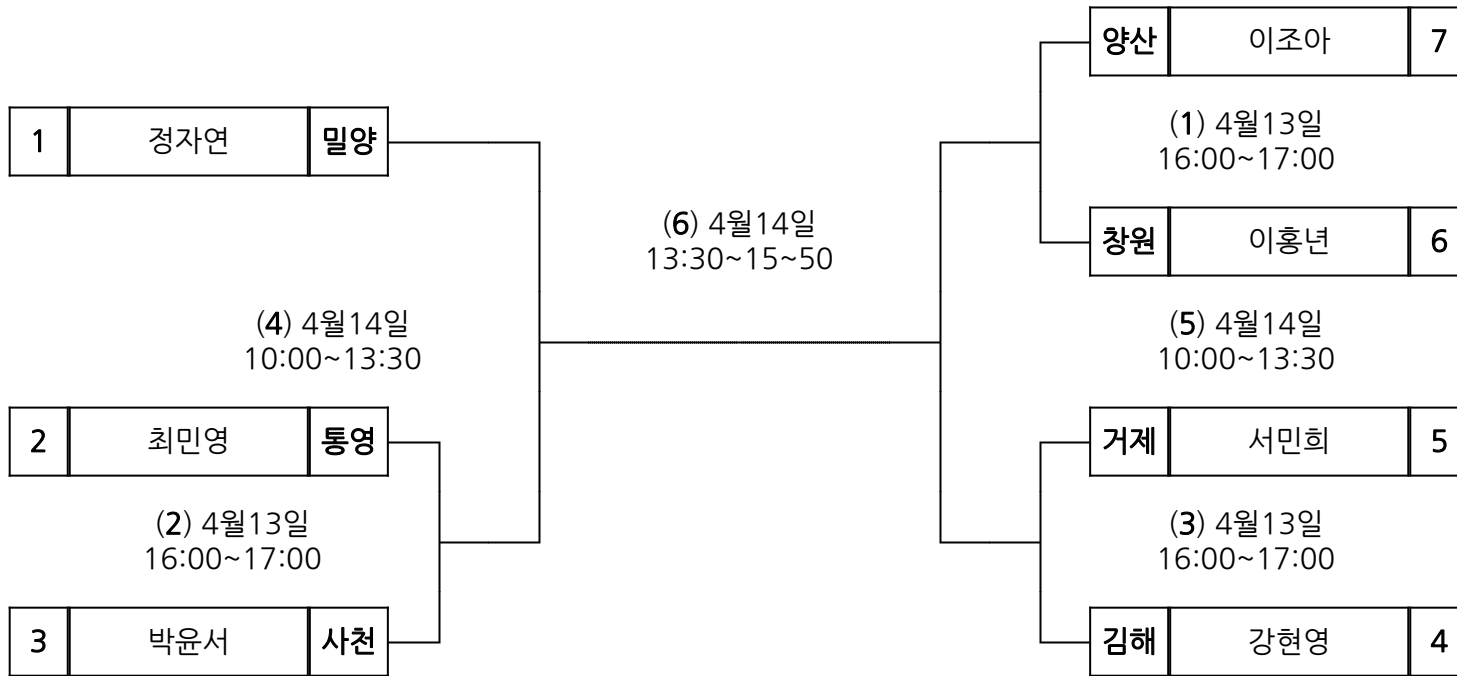 양산 이조아 7
1 정자연 밀양
(1) 4월13일
16:00~17:00
(6) 4월14일
13:30~15~50
창원 이홍년 6
(4) 4월14일
10:00~13:30
(5) 4월14일
10:00~13:30
2 최민영 통영
거제 서민희 5
(2) 4월13일
16:00~17:00
(3) 4월13일
16:00~17:00
3 박윤서 사천
김해 강현영 4